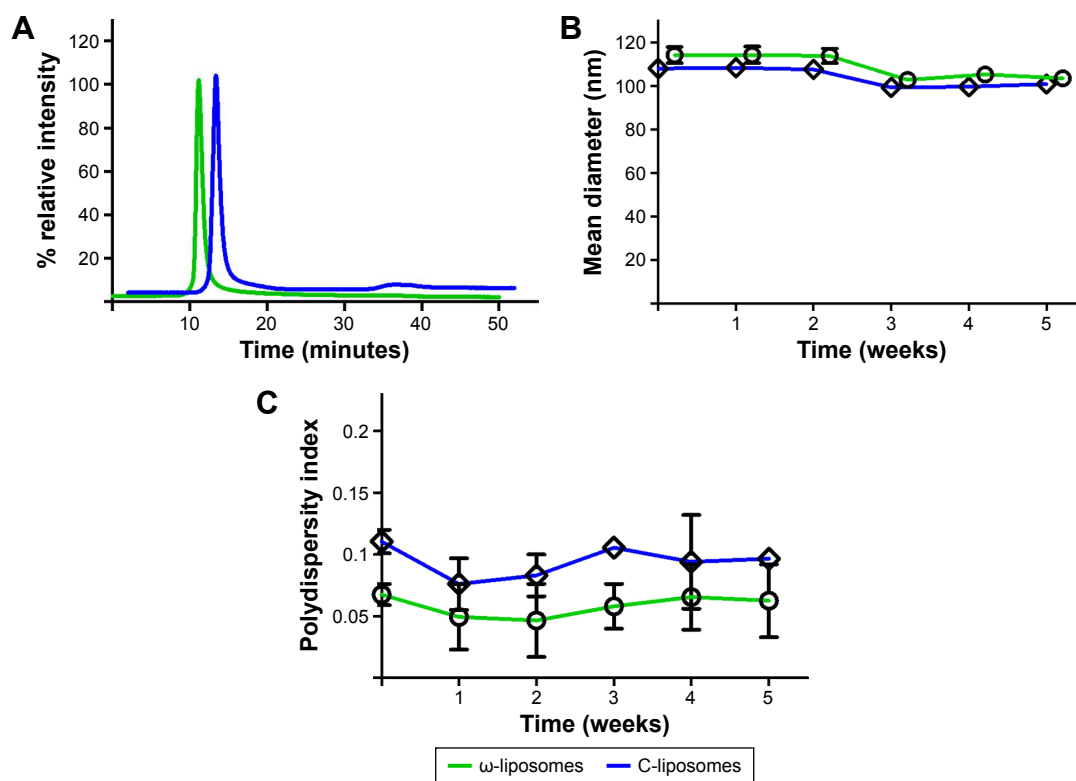 A
% relative intensity
120
100
80
60
40
20
10 20 30 40 50
Time (minutes)
B
Mean diameter (nm)
120
100
80
60
40
20
1 2 3 4 5
Time (weeks)
C
Polydispersity index
0.2
0.15
0.1
0.05
1 2 3 4 5
Time (weeks)
ω-liposomes C-liposomes